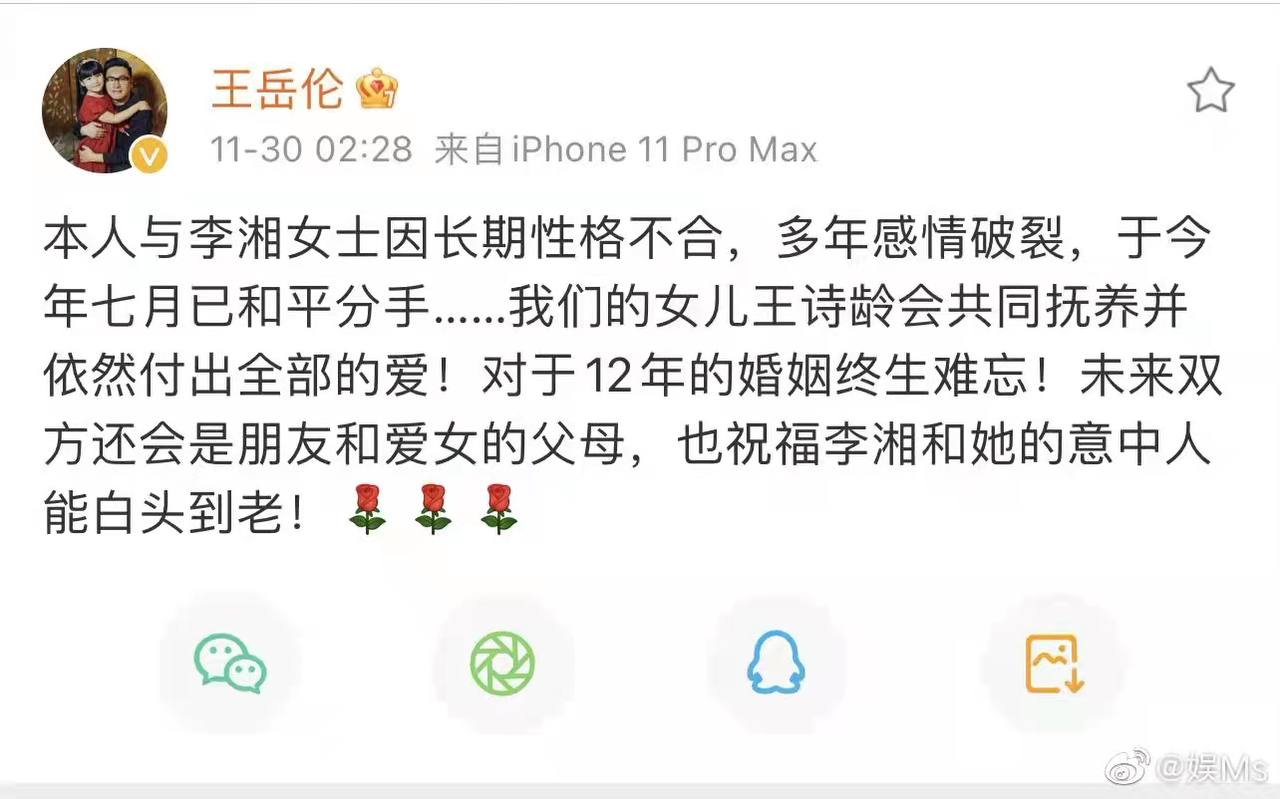 王岳伦
11-30 02:28 来自iPhone 11 Pro Max
本人与李湘女士因长期性格不合，多年感情破裂，于今
年七月已和平分手……我们的女儿王诗龄会共同抚养并
依然付出全部的爱！对于12年的婚姻终生难忘！未来双
方还会是朋友和爱女的父母，也祝福李湘和她的意中人
能白头到老！🌹🌹🌹
@娱Ms